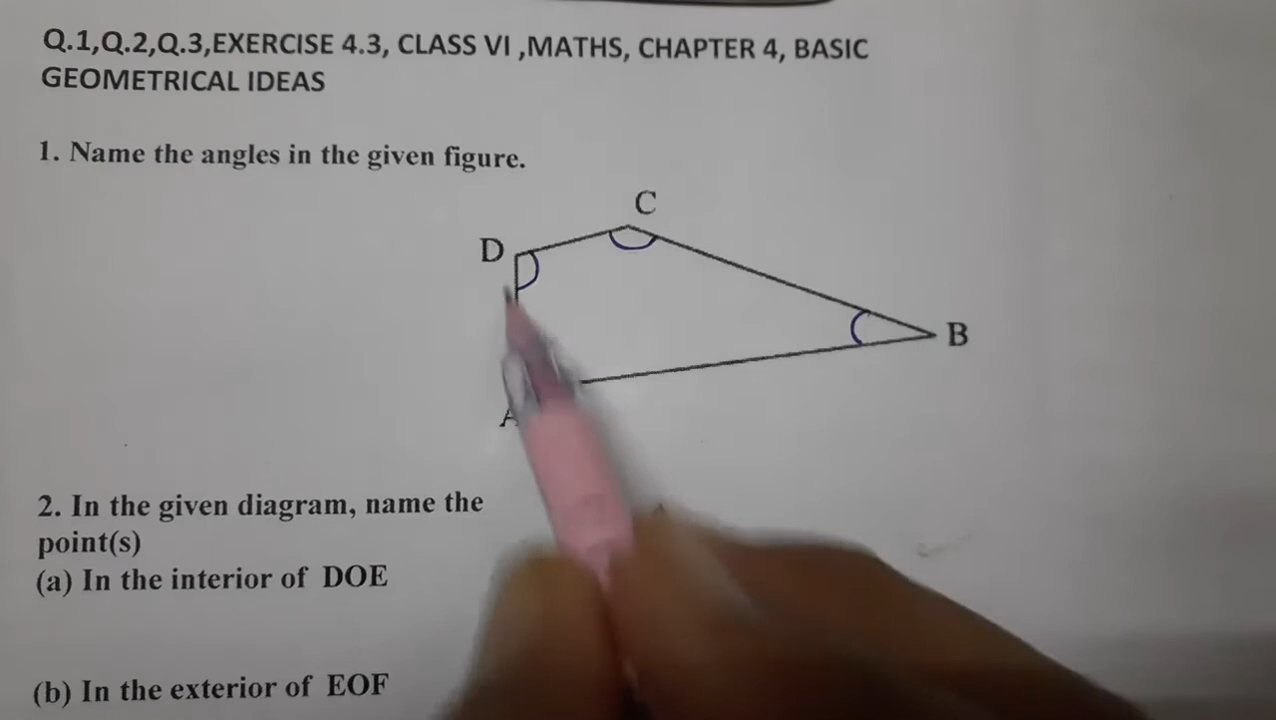 Q.1,Q.2,Q.3,EXERCISE 4.3, CLASS VI ,MATHS, CHAPTER 4, BASIC
GEOMETRICAL IDEAS
1. Name the angles in the given figure.
C
D
B
A
2. In the given diagram, name the
point(s)
(a) In the interior of DOE
(b) In the exterior of EOF